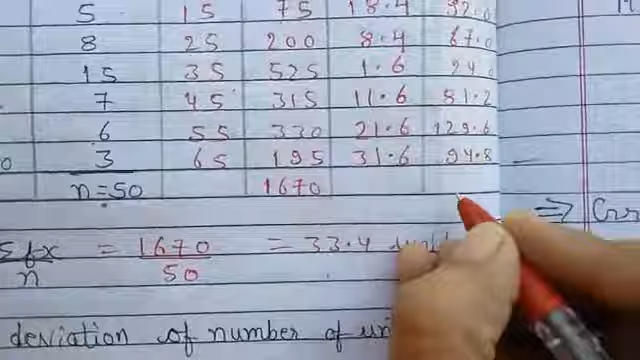 5 15 75 18.4 92.0
8 25 200 8.4 67.0
15 35 525 1.6 240
7 45 315 11.6 81.2
6 55 330 21.6 129.6
3 65 195 31.6 94.8
n=50 1670
⇒ Crr
Σfx/n = 1670/50 = 33.4
deviation of number of